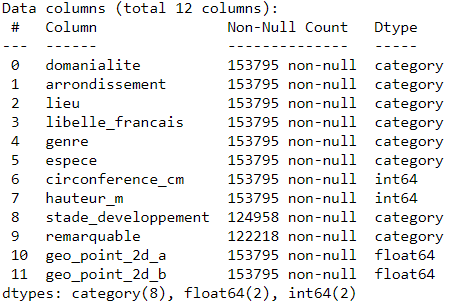 Data columns (total 12 columns):
 #   Column               Non-Null Count   Dtype
---  ------               --------------   -----
 0   domanialite          153795 non-null  category
 1   arrondissement       153795 non-null  category
 2   lieu                 153795 non-null  category
 3   libelle_francais     153795 non-null  category
 4   genre                153795 non-null  category
 5   espece               153795 non-null  category
 6   circonference_cm     153795 non-null  int64
 7   hauteur_m            153795 non-null  int64
 8   stade_developpement  124958 non-null  category
 9   remarquable          122218 non-null  category
 10  geo_point_2d_a       153795 non-null  float64
 11  geo_point_2d_b       153795 non-null  float64
dtypes: category(8), float64(2), int64(2)